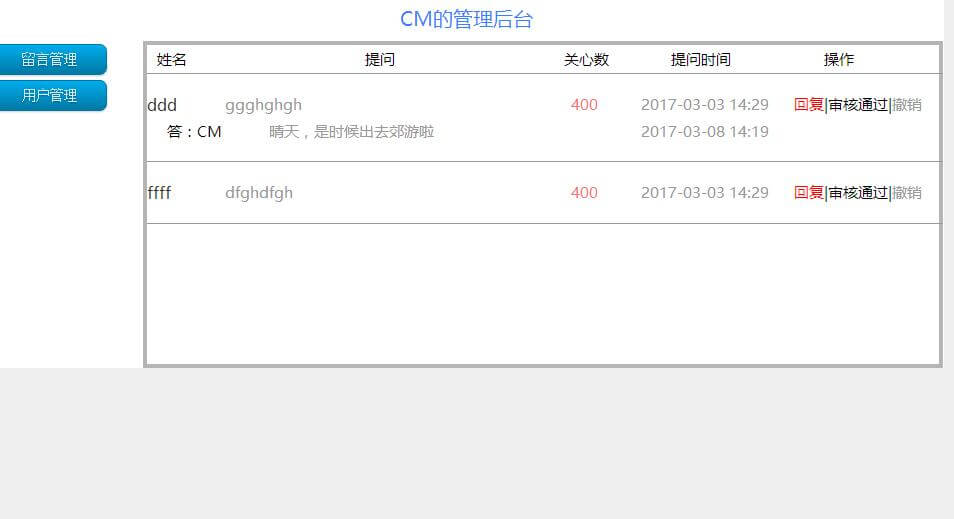 CM的管理后台
留言管理
用户管理
姓名 提问 关心数 提问时间 操作
ddd ggghghgh 400 2017-03-03 14:29 回复|审核通过|撤销
答：CM 晴天，是时候出去郊游啦 2017-03-08 14:19
ffff dfghdfgh 400 2017-03-03 14:29 回复|审核通过|撤销